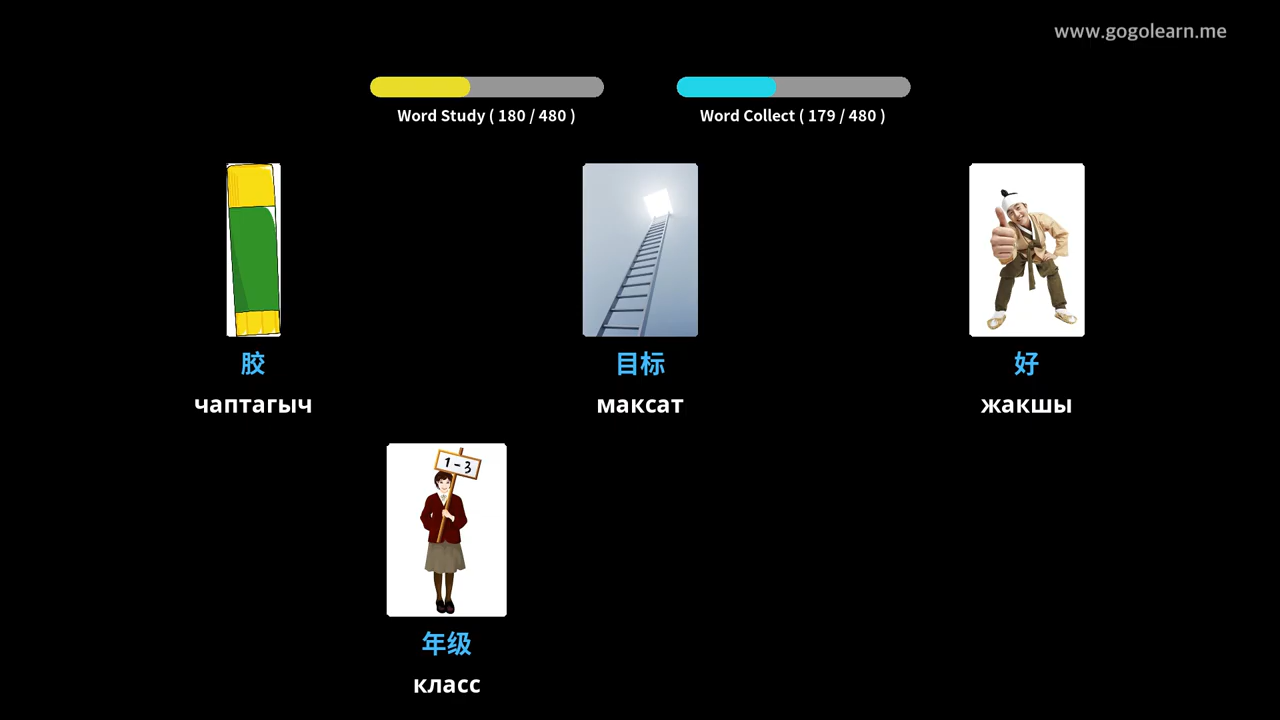 www.gogolearn.me
Word Study ( 180 / 480 )
Word Collect ( 179 / 480 )
胶
чаптагыч
目标
максат
好
жакшы
1-3
年级
класс